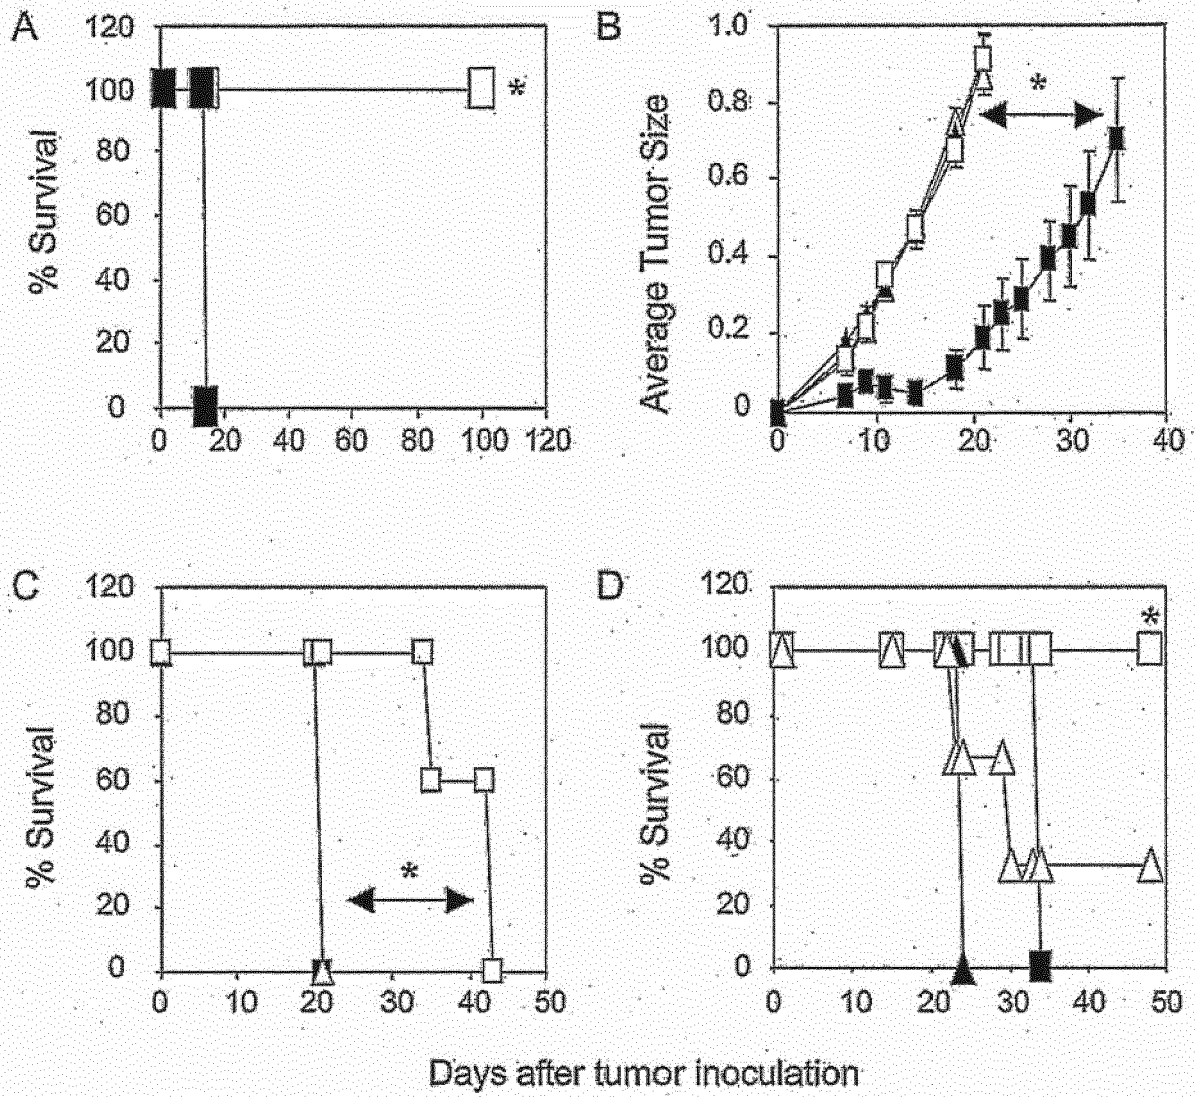 A
120
100
80
60
40
20
0
% Survival
*
0 20 40 60 80 100 120
B
1.0
0.8
0.6
0.4
0.2
0
Average Tumor Size
*
0 10 20 30 40
C
120
100
80
60
40
20
0
% Survival
*
0 10 20 30 40 50
D
120
100
80
60
40
20
0
% Survival
*
0 10 20 30 40 50
Days after tumor inoculation